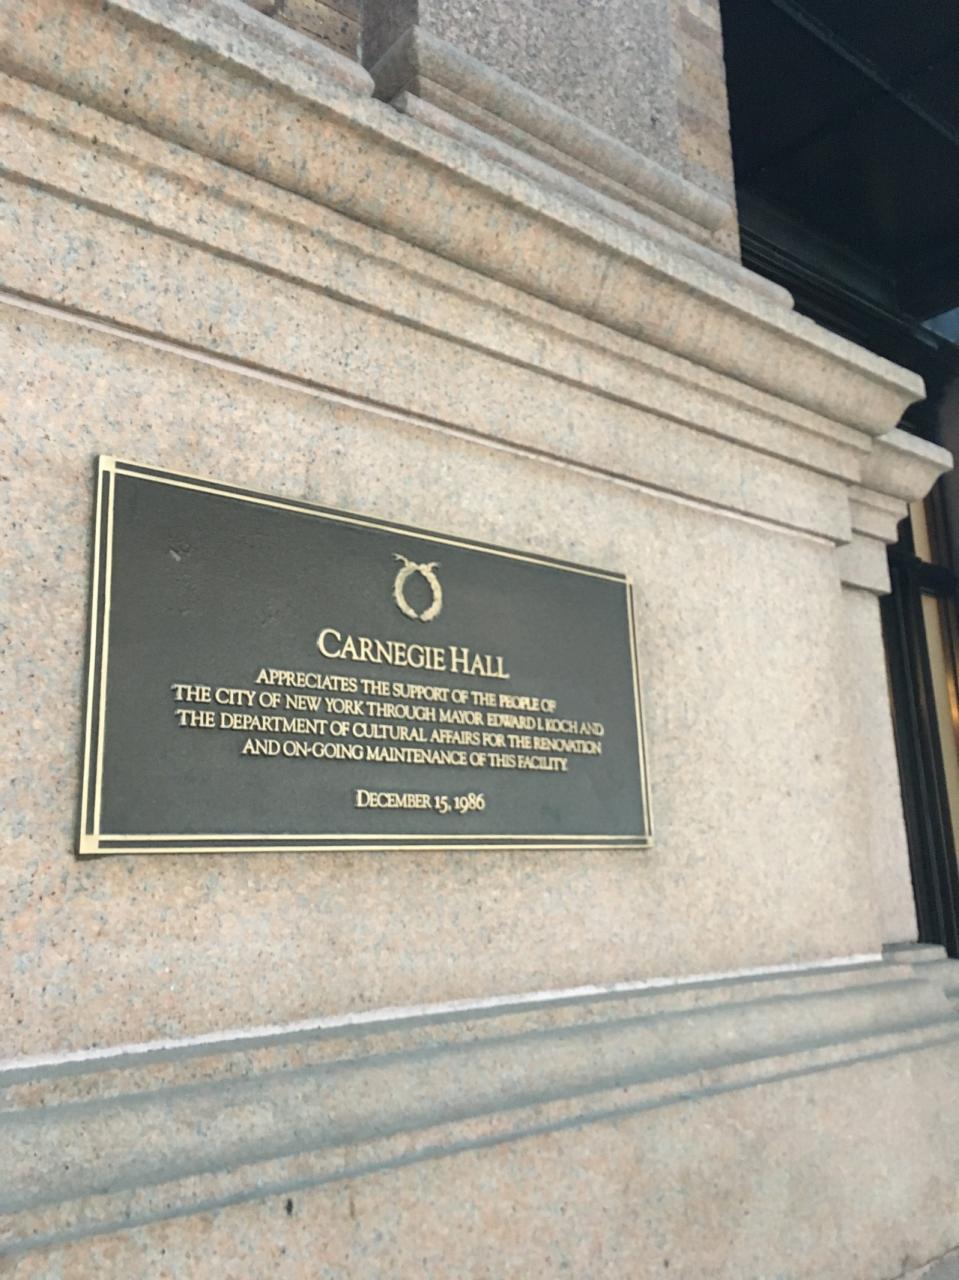 CARNEGIE HALL
APPRECIATES THE SUPPORT OF THE PEOPLE OF
THE CITY OF NEW YORK THROUGH MAYOR EDWARD I. KOCH AND
THE DEPARTMENT OF CULTURAL AFFAIRS FOR THE RENOVATION
AND ON-GOING MAINTENANCE OF THIS FACILITY.
DECEMBER 15, 1986